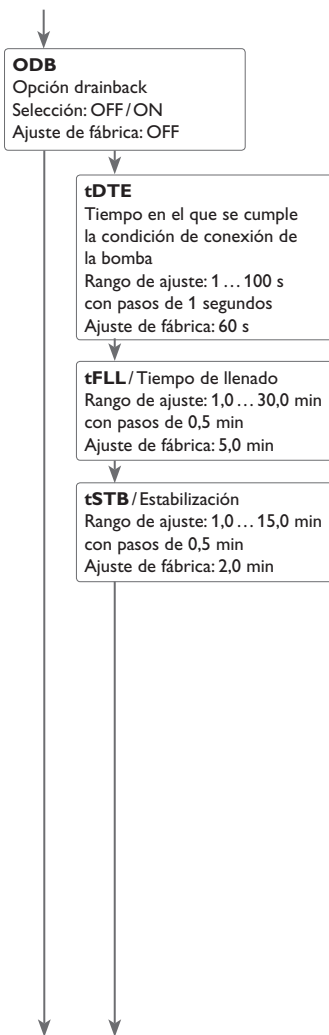 ODB
Opción drainback
Selección: OFF/ON
Ajuste de fábrica: OFF
tDTE
Tiempo en el que se cumple
la condición de conexión de
la bomba
Rango de ajuste: 1 … 100 s
con pasos de 1 segundos
Ajuste de fábrica: 60 s
tFLL/Tiempo de llenado
Rango de ajuste: 1,0 … 30,0 min
con pasos de 0,5 min
Ajuste de fábrica: 5,0 min
tSTB/Estabilización
Rango de ajuste: 1,0 … 15,0 min
con pasos de 0,5 min
Ajuste de fábrica: 2,0 min